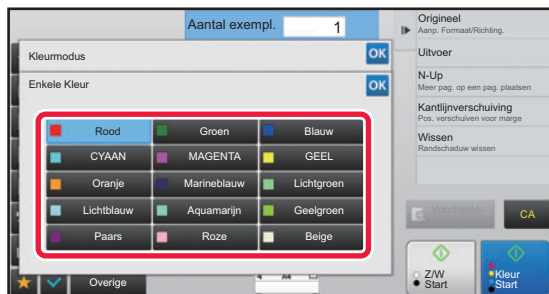 Aantal exempl. 1
Kleurmodus OK
Enkele Kleur OK
Rood Groen Blauw
CYAAN MAGENTA GEEL
Oranje Marineblauw Lichtgroen
Lichtblauw Aquamarijn Geelgroen
Paars Roze Beige
Overige
A4
Origineel
Aanp. Formaat/Richting.
Uitvoer
N-Up
Meer pag. op een pag. plaatsen
Kantlijnverschuiving
Pos. verschuiven voor marge
Wissen
Randschaduw wissen
Voorbeeld- CA
Z/W
Start
Kleur
Start